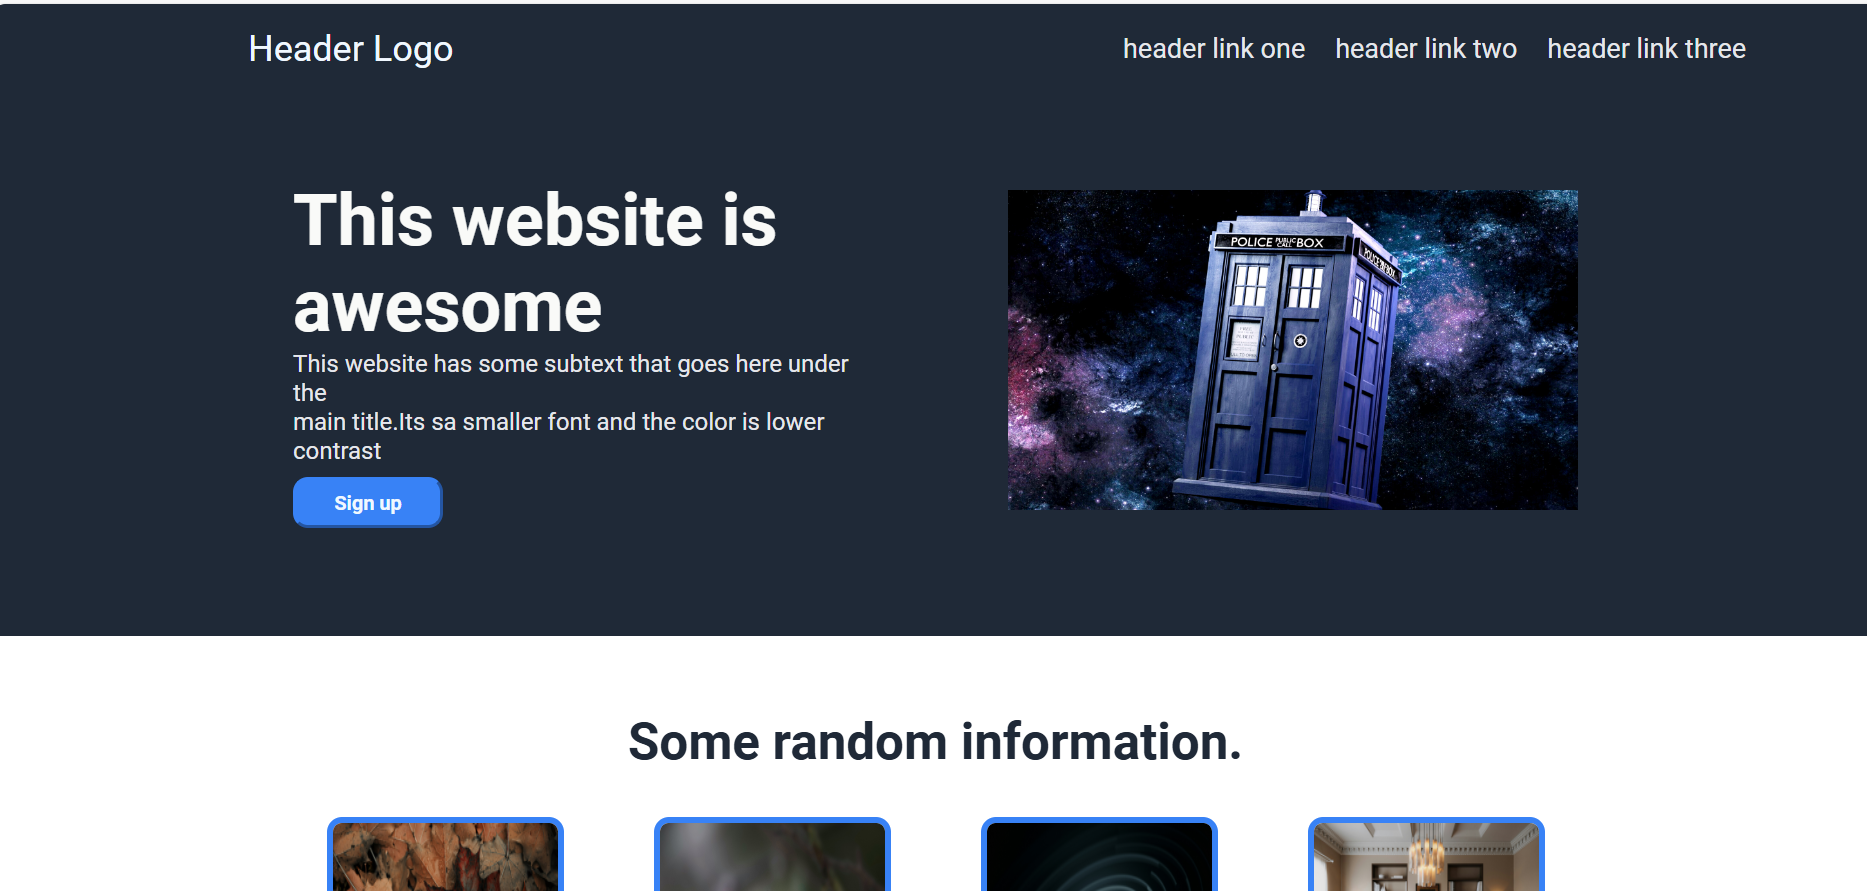 Header Logo
header link one header link two header link three
This website is
awesome
This website has some subtext that goes here under
the
main title.Its sa smaller font and the color is lower
contrast
Sign up
POLICE PUBLIC CALL BOX
Some random information.